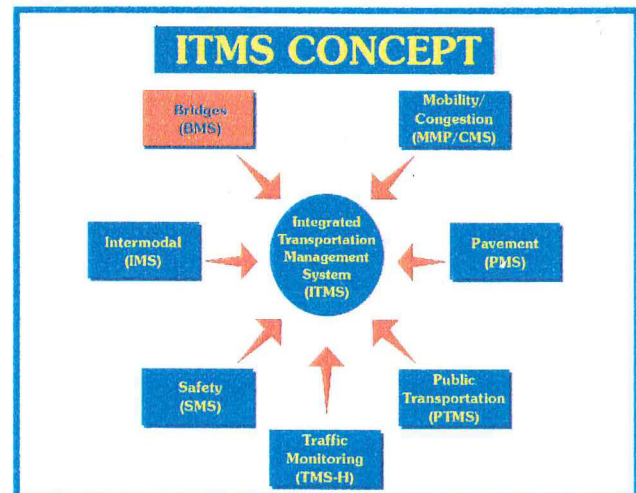 ITMS CONCEPT
Bridges
(BMS)
Mobility/
Congestion
(MMP/CMS)
Integrated
Transportation
Management
System
(ITMS)
Intermodal
(IMS)
Pavement
(PMS)
Safety
(SMS)
Public
Transportation
(PTMS)
Traffic
Monitoring
(TMS-H)